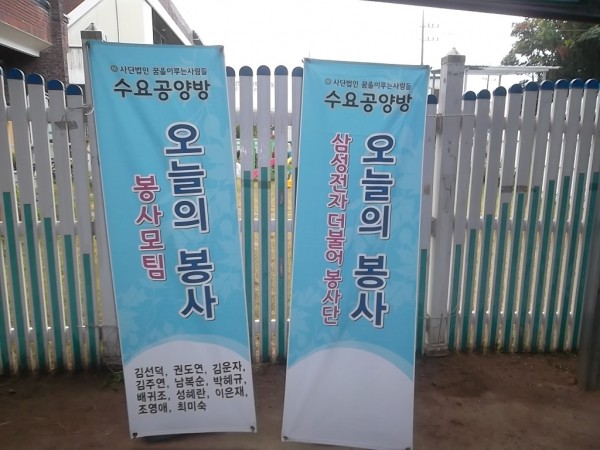 사단법인 꿈을이루는사람들
수요공양방
오늘의 봉사
봉사모팀
김선덕, 권도연, 김운자,
김주연, 남복순, 박혜규,
배귀조, 성혜란, 이은재,
조영애, 최미숙
사단법인 꿈을이루는사람들
수요공양방
오늘의 봉사
삼성전자 더불어 봉사단